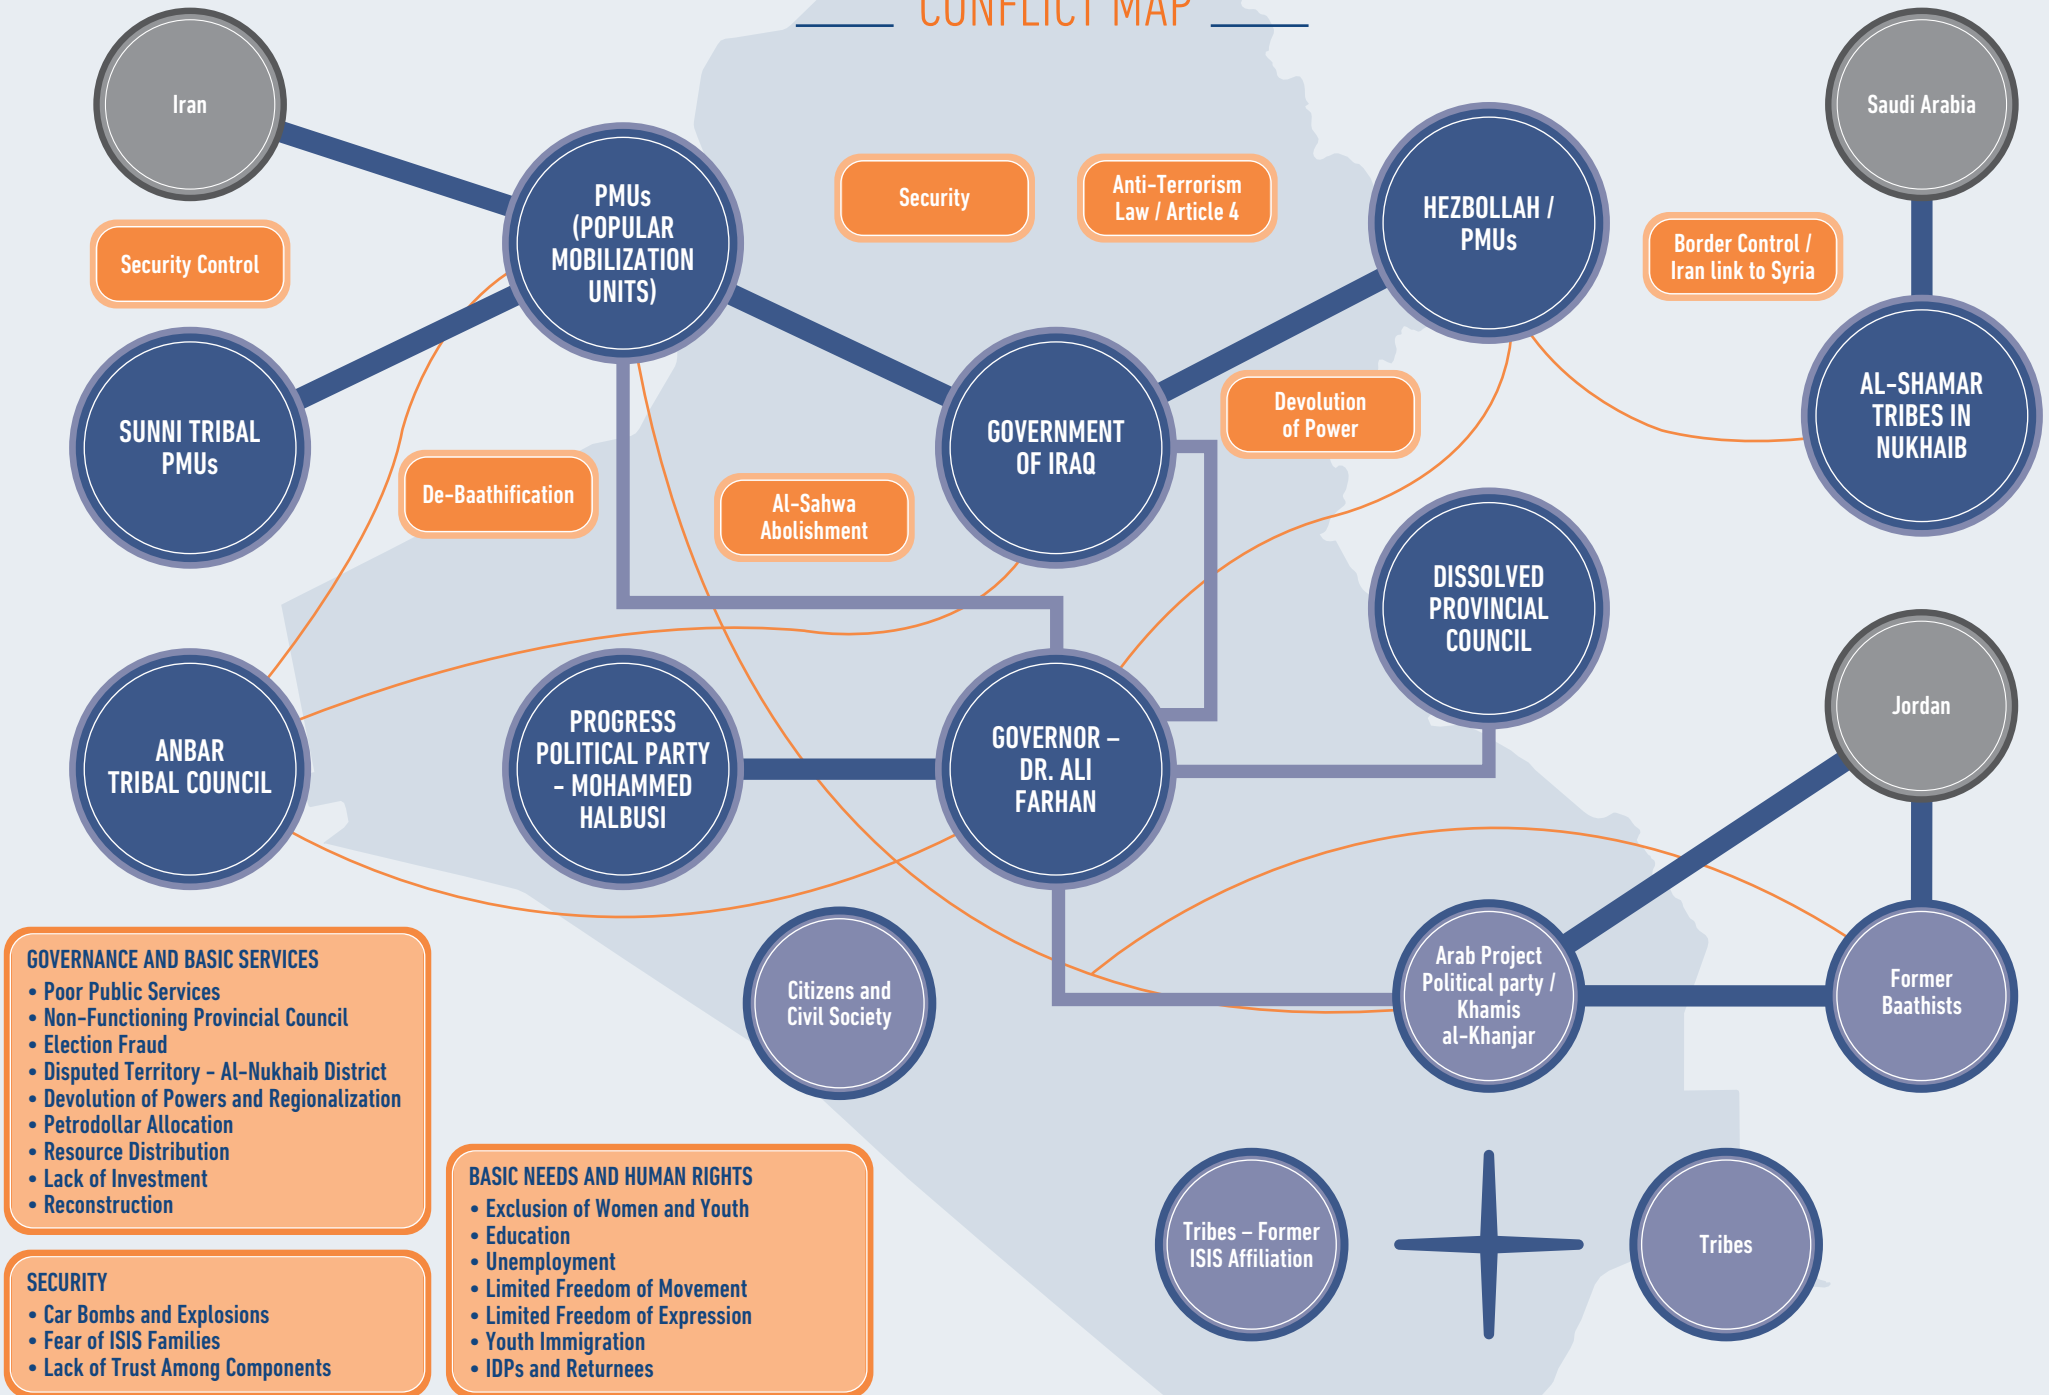 CONFLICT MAP
Iran
Saudi Arabia
PMUs
(POPULAR
MOBILIZATION
UNITS)
Security
Anti-Terrorism
Law / Article 4
HEZBOLLAH /
PMUs
Border Control /
Iran link to Syria
Security Control
SUNNI TRIBAL
PMUs
GOVERNMENT
OF IRAQ
Devolution
of Power
AL-SHAMAR
TRIBES IN
NUKHAIB
De-Baathification
Al-Sahwa
Abolishment
DISSOLVED
PROVINCIAL
COUNCIL
ANBAR
TRIBAL COUNCIL
PROGRESS
POLITICAL PARTY
- MOHAMMED
HALBUSI
GOVERNOR –
DR. ALI
FARHAN
Jordan
Citizens and
Civil Society
Arab Project
Political party /
Khamis
al-Khanjar
Former
Baathists
GOVERNANCE AND BASIC SERVICES
• Poor Public Services
• Non-Functioning Provincial Council
• Election Fraud
• Disputed Territory - Al-Nukhaib District
• Devolution of Powers and Regionalization
• Petrodollar Allocation
• Resource Distribution
• Lack of Investment
• Reconstruction
SECURITY
• Car Bombs and Explosions
• Fear of ISIS Families
• Lack of Trust Among Components
BASIC NEEDS AND HUMAN RIGHTS
• Exclusion of Women and Youth
• Education
• Unemployment
• Limited Freedom of Movement
• Limited Freedom of Expression
• Youth Immigration
• IDPs and Returnees
Tribes – Former
ISIS Affiliation
Tribes